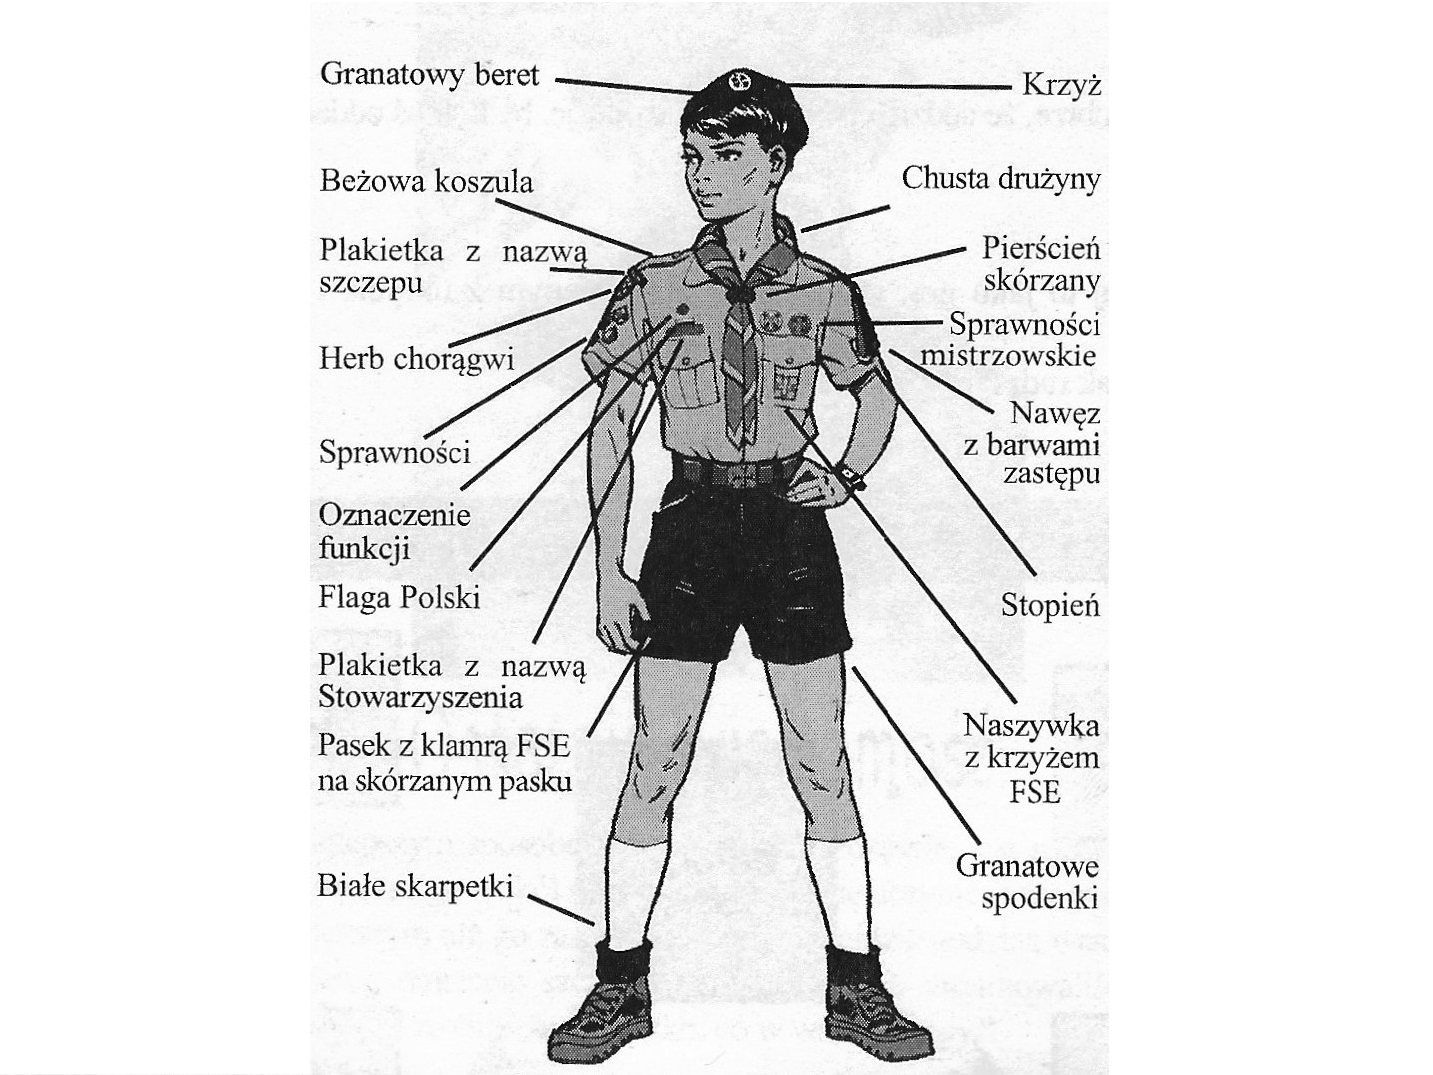 Granatowy beret
Krzyż
Beżowa koszula
Chusta drużyny
Plakietka z nazwą
szczepu
Pierścień
skórzany
Herb chorągwi
Sprawności
mistrzowskie
Sprawności
Nawęz
z barwami
zastępu
Oznaczenie
funkcji
Flaga Polski
Stopień
Plakietka z nazwą
Stowarzyszenia
Pasek z klamrą FSE
na skórzanym pasku
Naszywka
z krzyżem
FSE
Białe skarpetki
Granatowe
spodenki